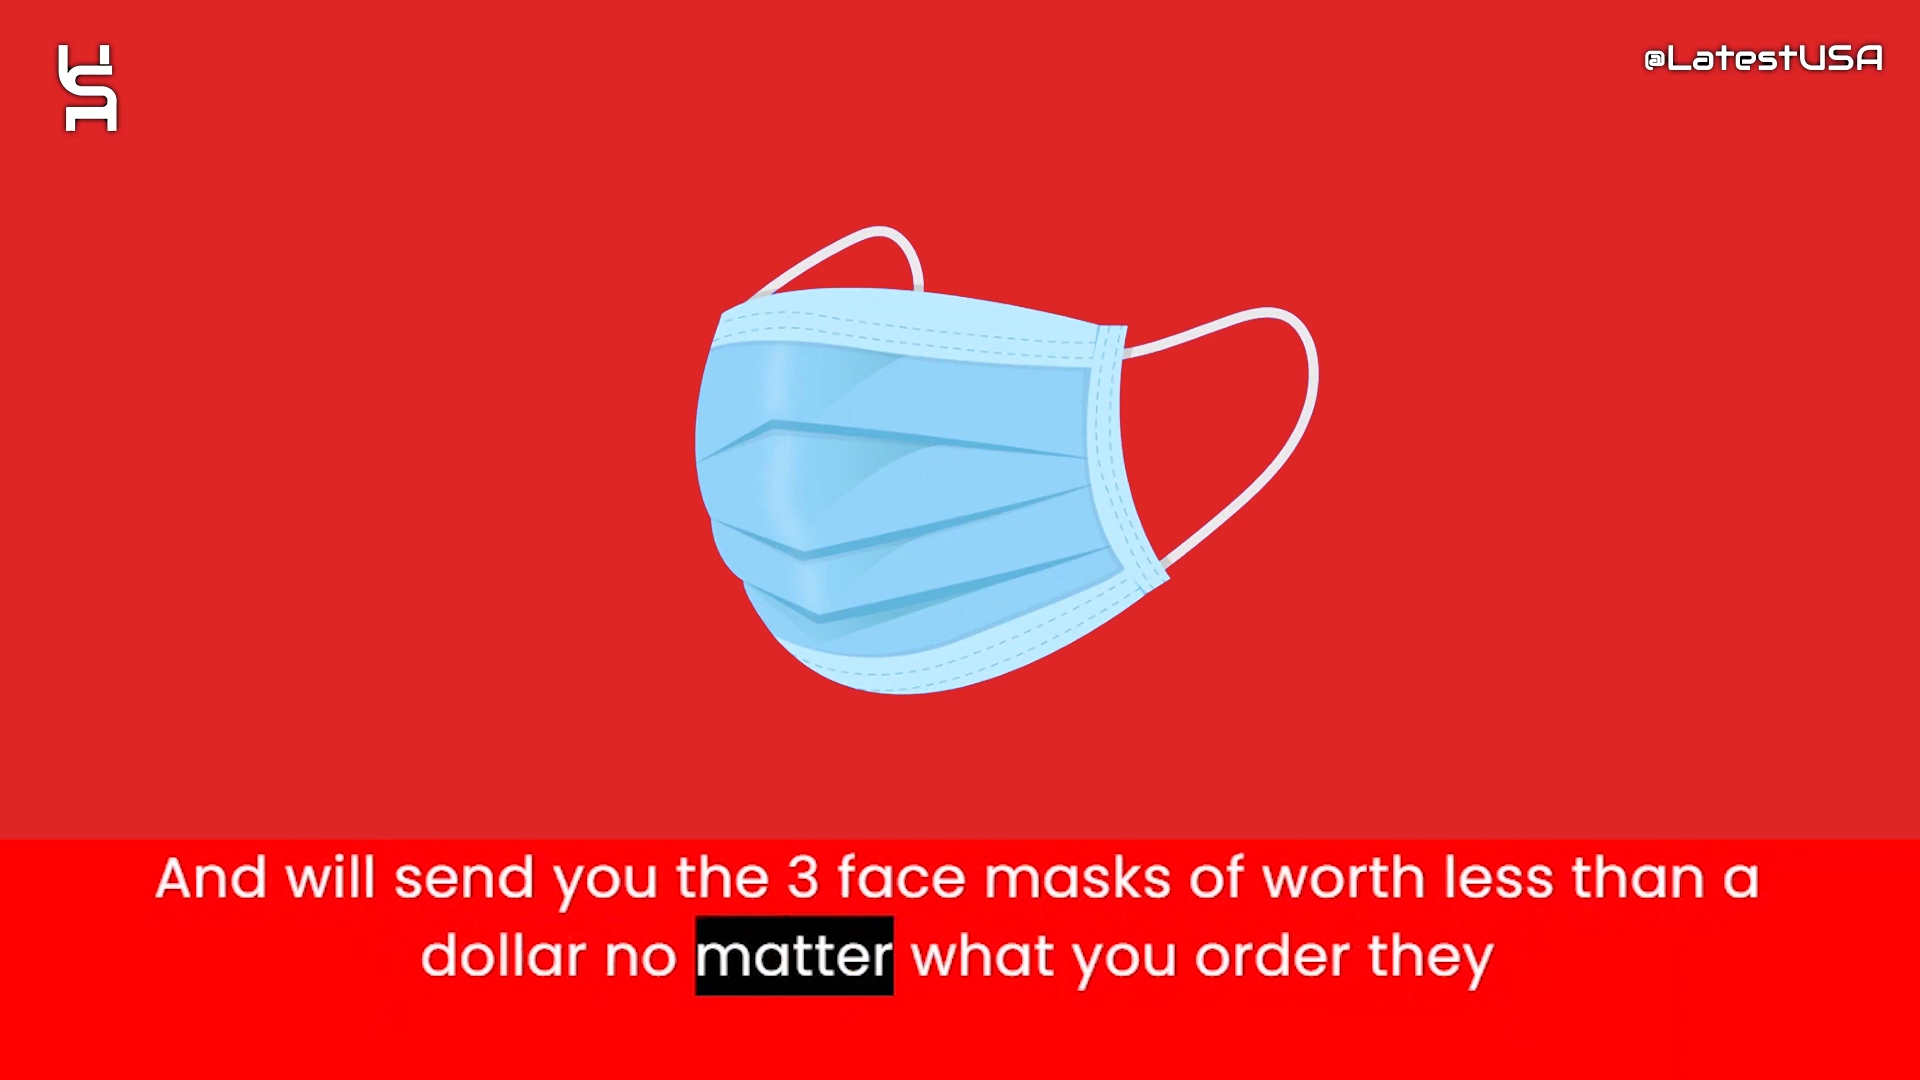 USA
@LatestUSA
And will send you the 3 face masks of worth less than a
dollar no matter what you order they